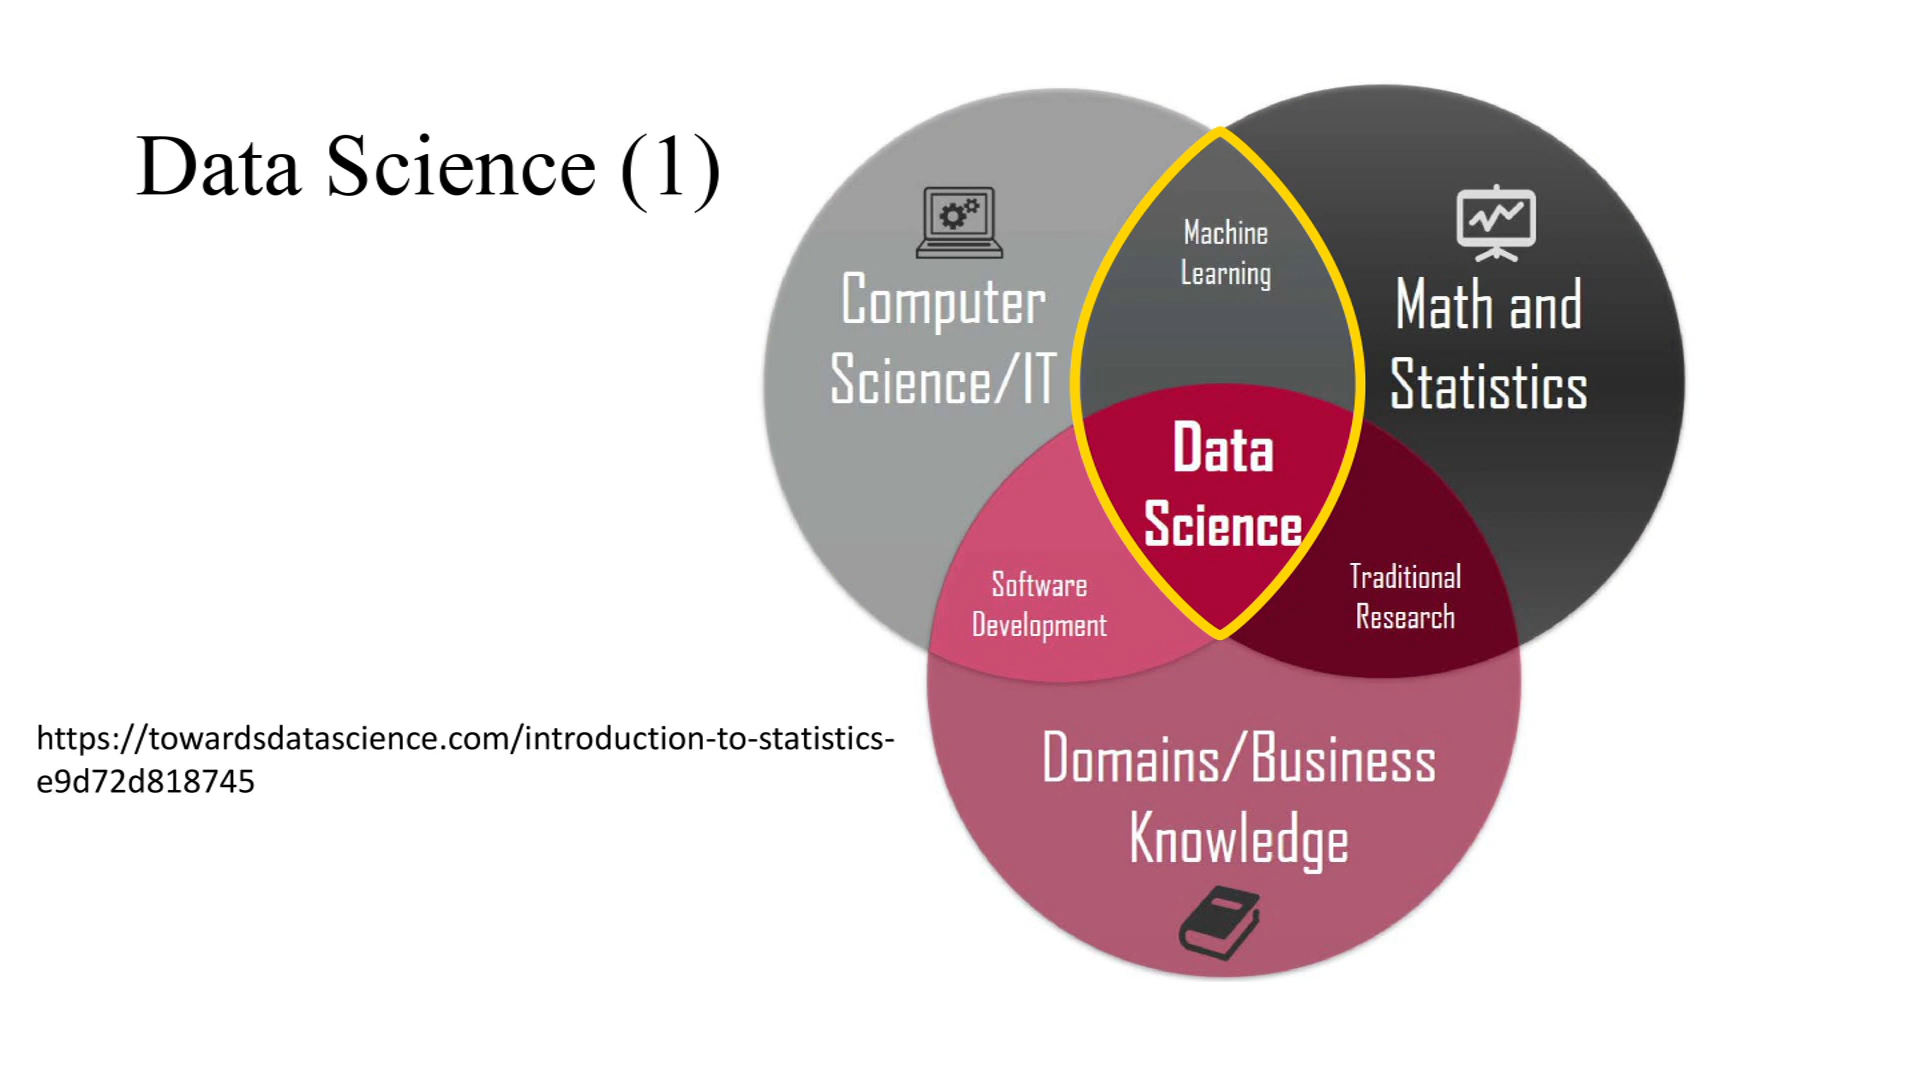 Data Science (1)
Machine
Learning
Computer
Science/IT
Math and
Statistics
Data
Science
Software
Development
Traditional
Research
https://towardsdatascience.com/introduction-to-statistics-
e9d72d818745
Domains/Business
Knowledge